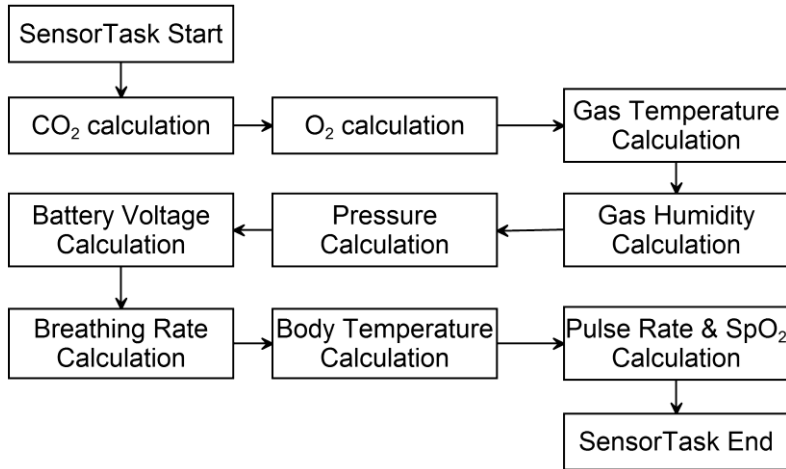 SensorTask Start
CO₂ calculation
O₂ calculation
Gas Temperature
Calculation
Gas Humidity
Calculation
Pressure
Calculation
Battery Voltage
Calculation
Breathing Rate
Calculation
Body Temperature
Calculation
Pulse Rate & SpO₂
Calculation
SensorTask End